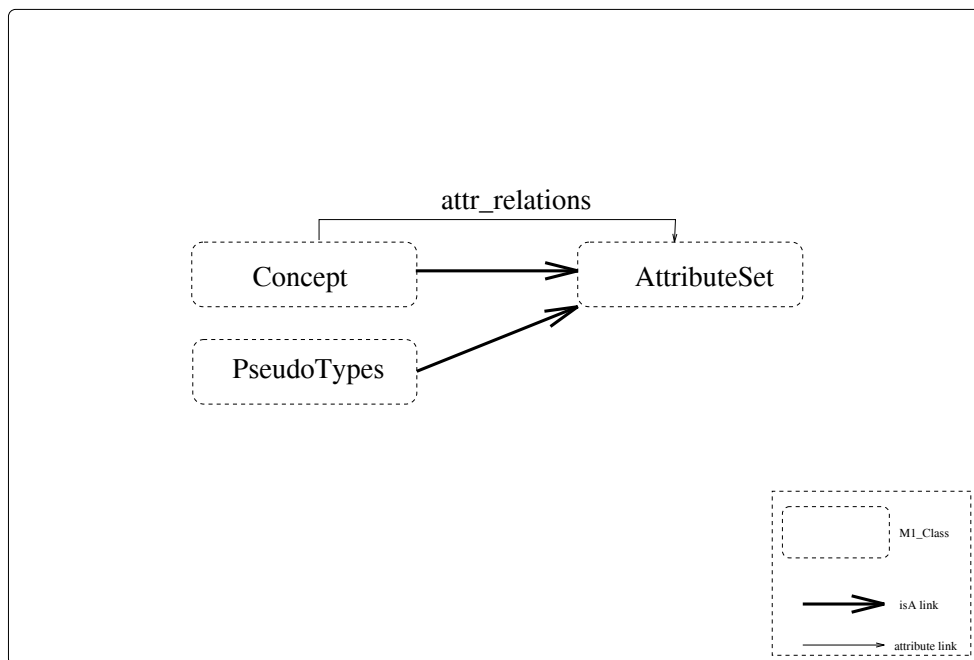 attr_relations
Concept
AttributeSet
PseudoTypes
M1_Class
isA link
attribute link